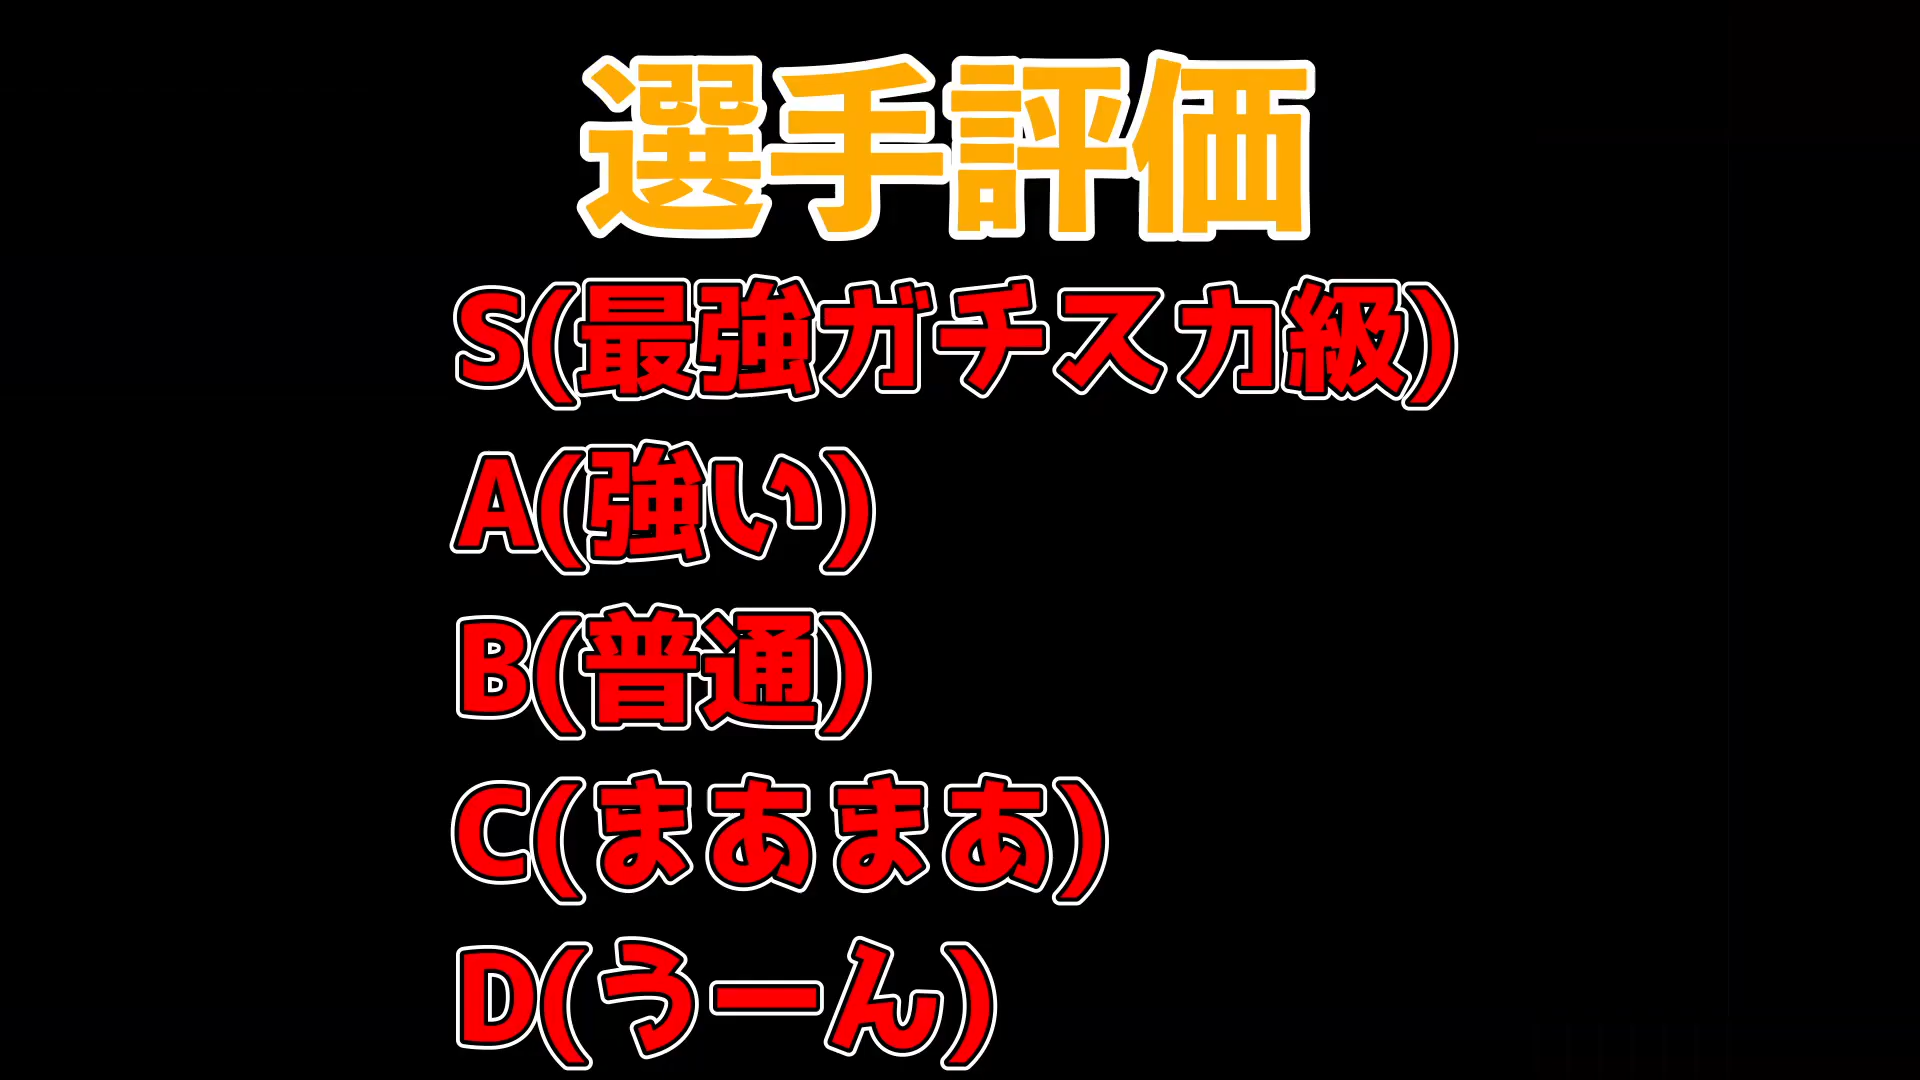 選手評価
S(最強ガチスカ級)
A(強い)
B(普通)
C(まあまあ)
D(うーん)